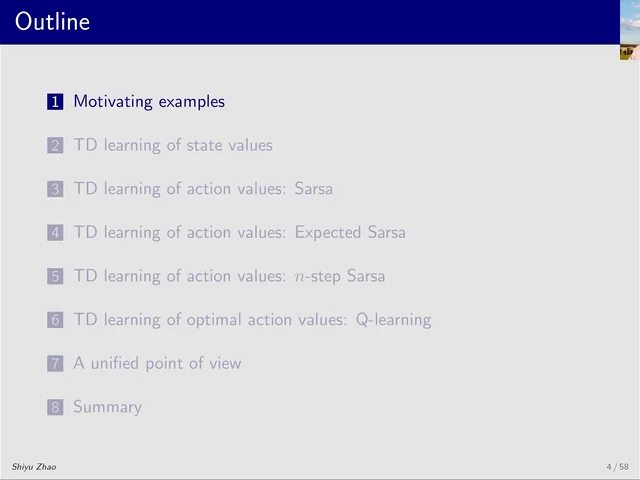 Outline
1 Motivating examples
2 TD learning of state values
3 TD learning of action values: Sarsa
4 TD learning of action values: Expected Sarsa
5 TD learning of action values: n-step Sarsa
6 TD learning of optimal action values: Q-learning
7 A unified point of view
8 Summary
Shiyu Zhao 4 / 58